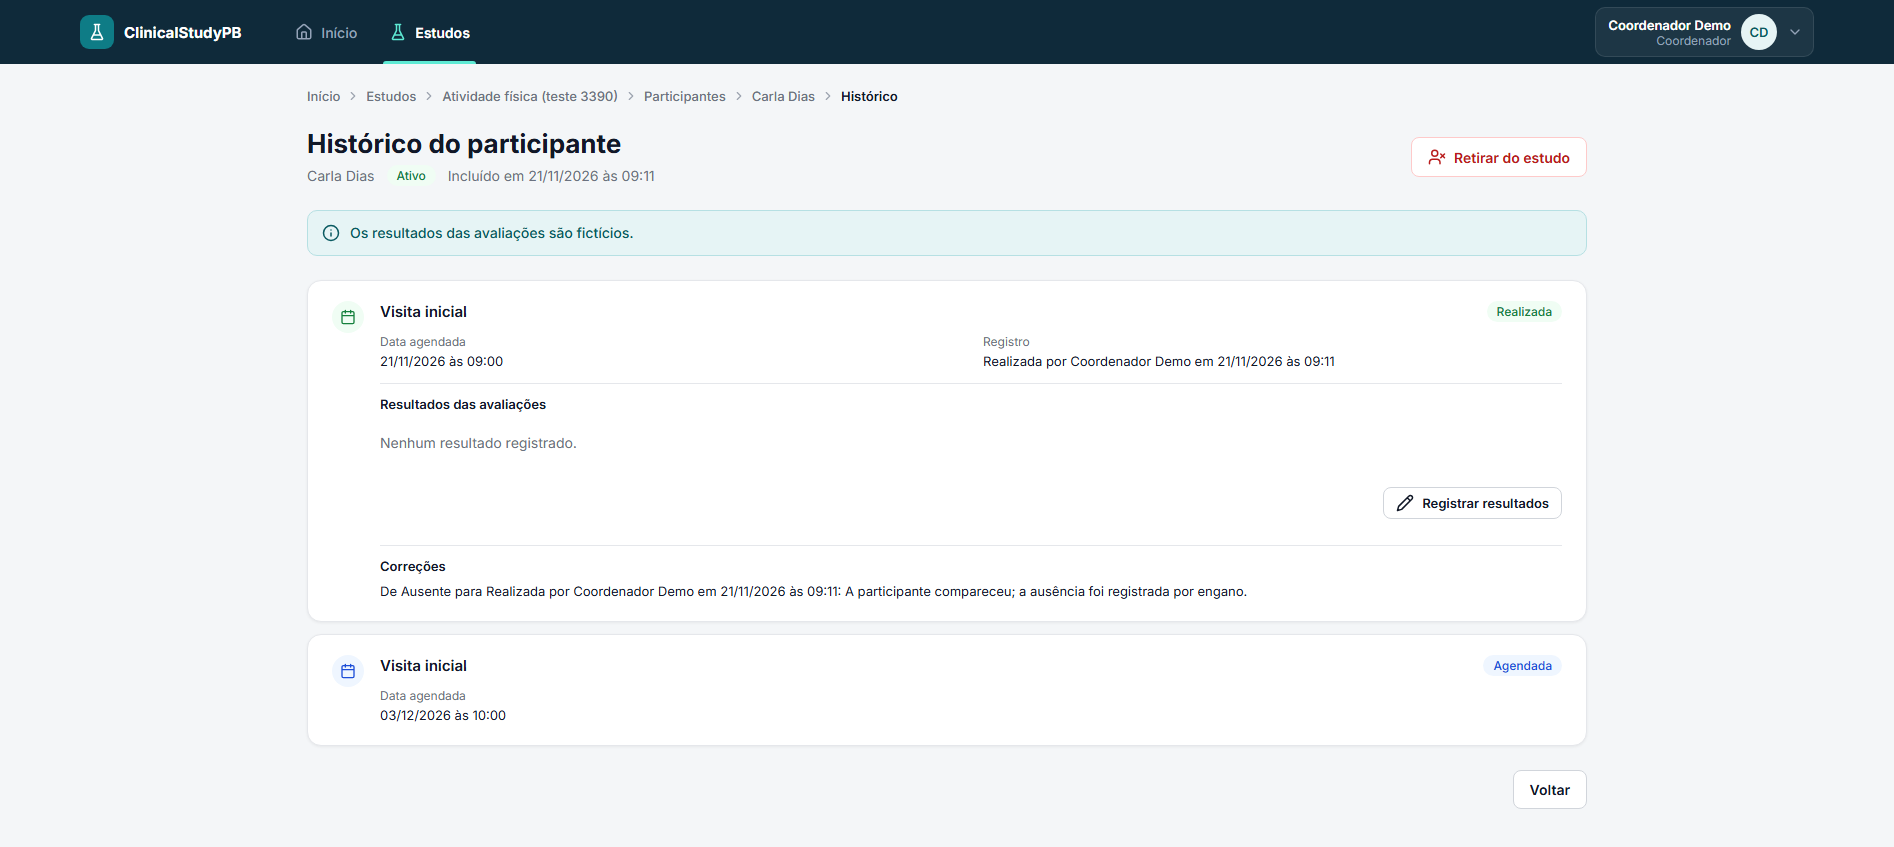 ClinicalStudyPB
Início
Estudos
Coordenador Demo
Coordenador
CD
Início > Estudos > Atividade física (teste 3390) > Participantes > Carla Dias > Histórico
Histórico do participante
Carla Dias Ativo Incluído em 21/11/2026 às 09:11
Retirar do estudo
Os resultados das avaliações são fictícios.
Visita inicial
Realizada
Data agendada
21/11/2026 às 09:00
Registro
Realizada por Coordenador Demo em 21/11/2026 às 09:11
Resultados das avaliações
Nenhum resultado registrado.
Registrar resultados
Correções
De Ausente para Realizada por Coordenador Demo em 21/11/2026 às 09:11: A participante compareceu; a ausência foi registrada por engano.
Visita inicial
Agendada
Data agendada
03/12/2026 às 10:00
Voltar